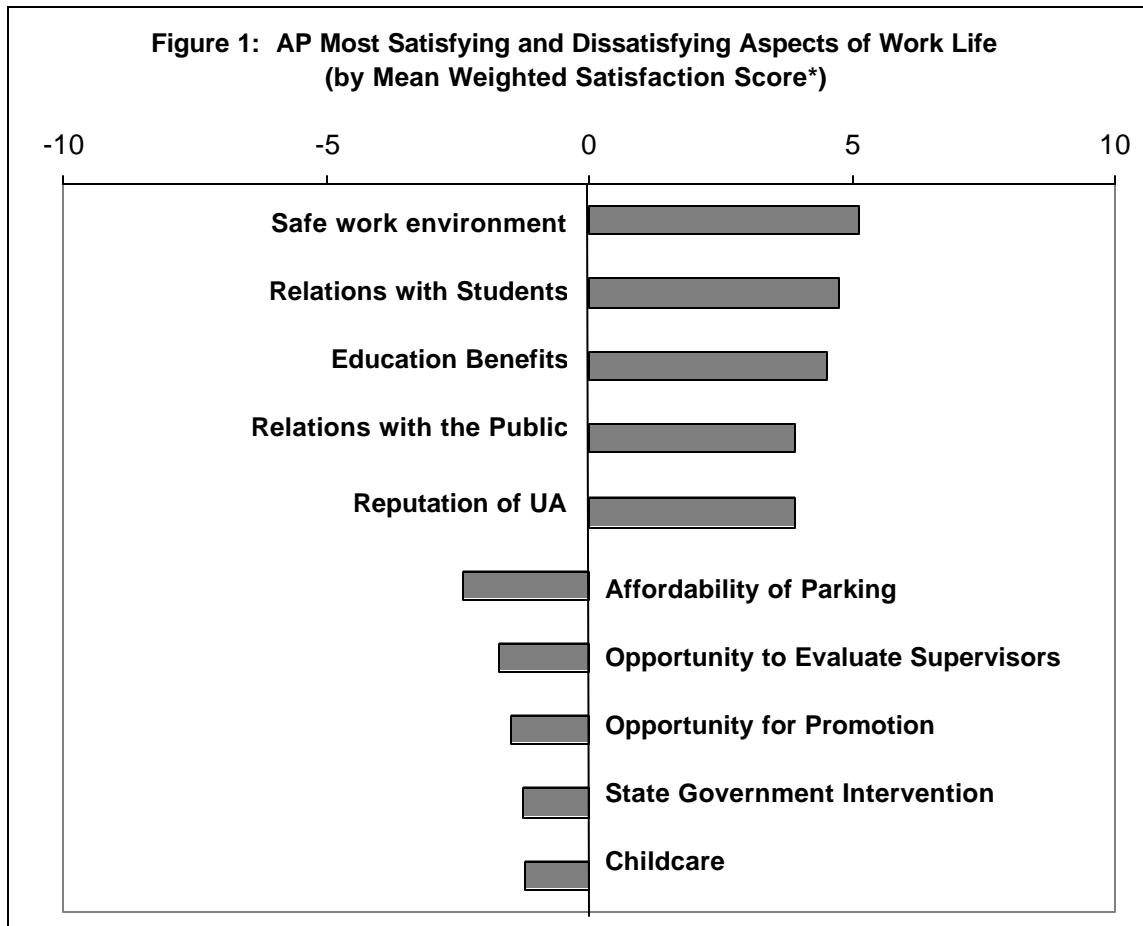 Figure 1: AP Most Satisfying and Dissatisfying Aspects of Work Life
(by Mean Weighted Satisfaction Score*)
-10 -5 0 5 10
Safe work environment
Relations with Students
Education Benefits
Relations with the Public
Reputation of UA
Affordability of Parking
Opportunity to Evaluate Supervisors
Opportunity for Promotion
State Government Intervention
Childcare